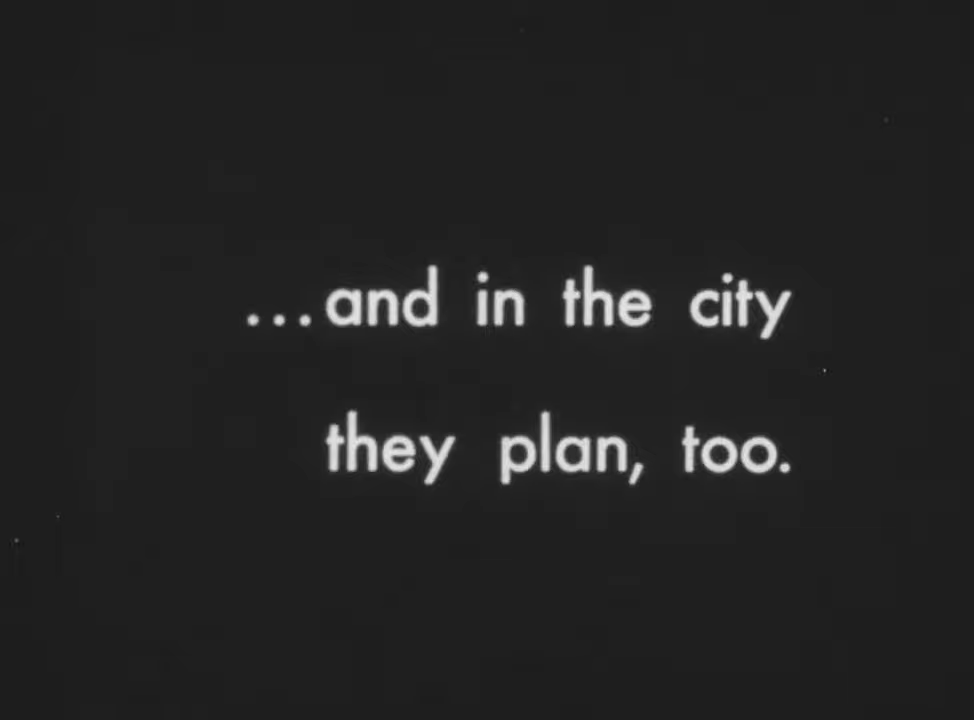 ...and in the city
they plan, too.